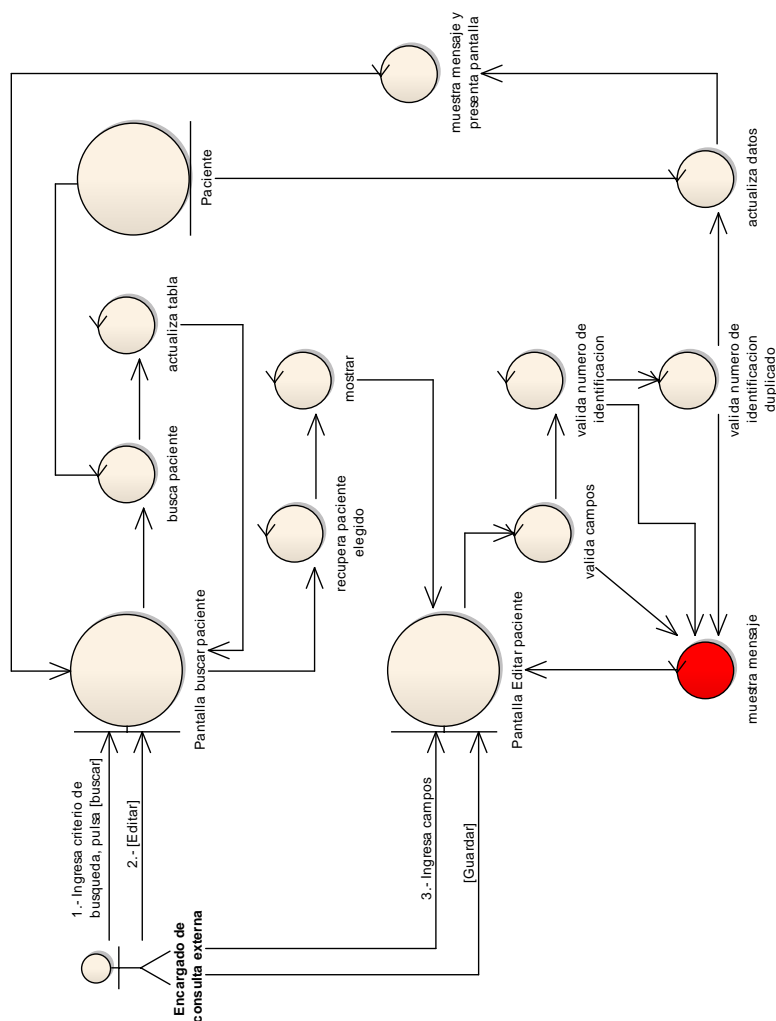 1.- Ingresa criterio de
busqueda, pulsa [buscar]
2.- [Editar]
Encargado de
consulta externa
3.- Ingresa campos
[Guardar]
Pantalla buscar paciente
busca paciente
actualiza tabla
Paciente
recupera paciente
elegido
mostrar
muestra mensaje y
presenta pantalla
Pantalla Editar paciente
valida campos
valida numero de
identificacion
muestra mensaje
valida numero de
identificacion
duplicado
actualiza datos